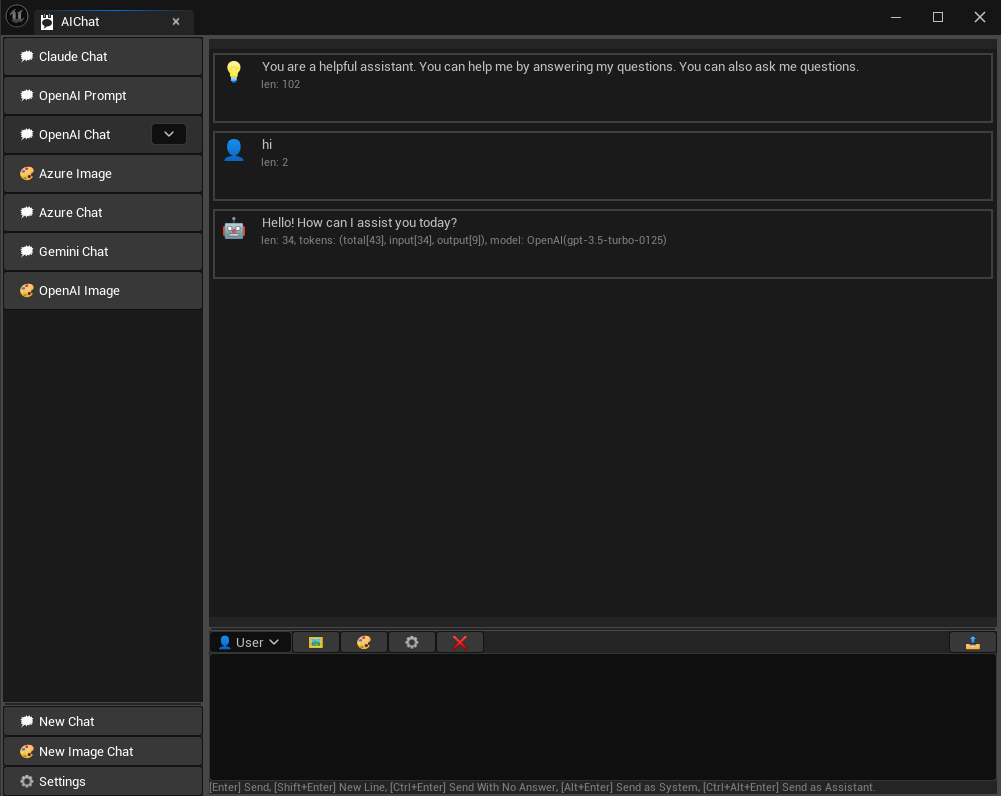 AIChat
Claude Chat
OpenAI Prompt
OpenAI Chat
Azure Image
Azure Chat
Gemini Chat
OpenAI Image
New Chat
New Image Chat
Settings
You are a helpful assistant. You can help me by answering my questions. You can also ask me questions.
len: 102
hi
len: 2
Hello! How can I assist you today?
len: 34, tokens: (total[43], input[34], output[9]), model: OpenAI(gpt-3.5-turbo-0125)
User
[Enter] Send, [Shift+Enter] New Line, [Ctrl+Enter] Send With No Answer, [Alt+Enter] Send as System, [Ctrl+Alt+Enter] Send as Assistant.